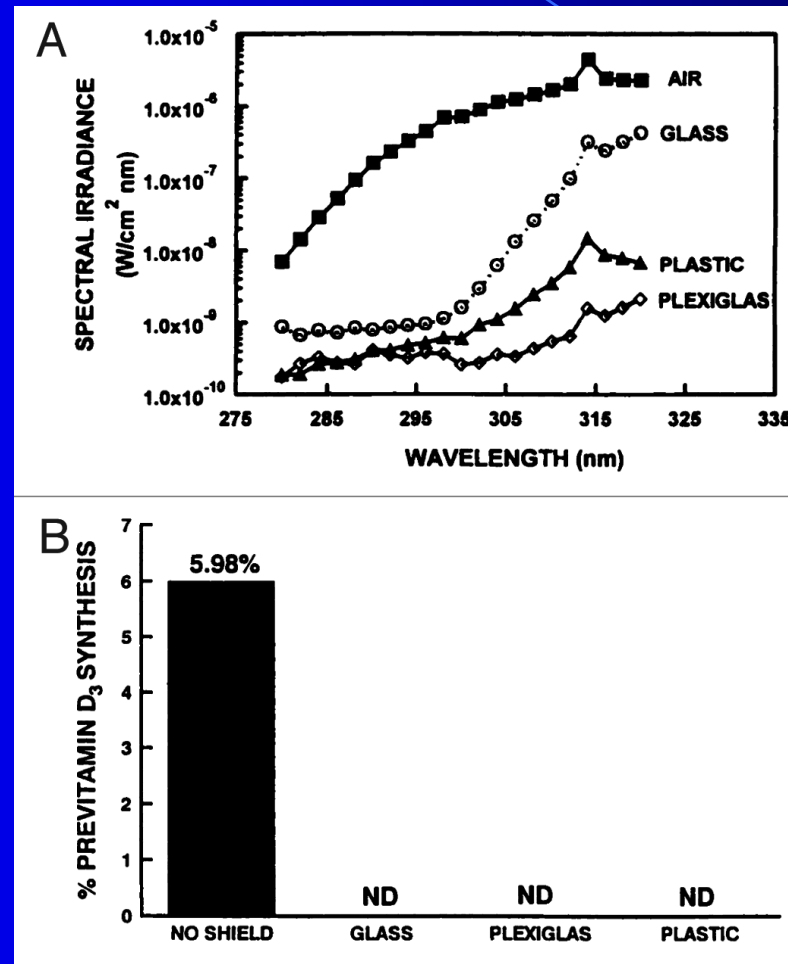 A
SPECTRAL IRRADIANCE
(W/cm² nm)
1.0x10⁻⁵
1.0x10⁻⁶
1.0x10⁻⁷
1.0x10⁻⁸
1.0x10⁻⁹
1.0x10⁻¹⁰
AIR
GLASS
PLASTIC
PLEXIGLAS
275 285 295 305 315 325 335
WAVELENGTH (nm)
B
% PREVITAMIN D₃ SYNTHESIS
7
6
5
4
3
2
1
0
5.98%
ND ND ND
NO SHIELD GLASS PLEXIGLAS PLASTIC